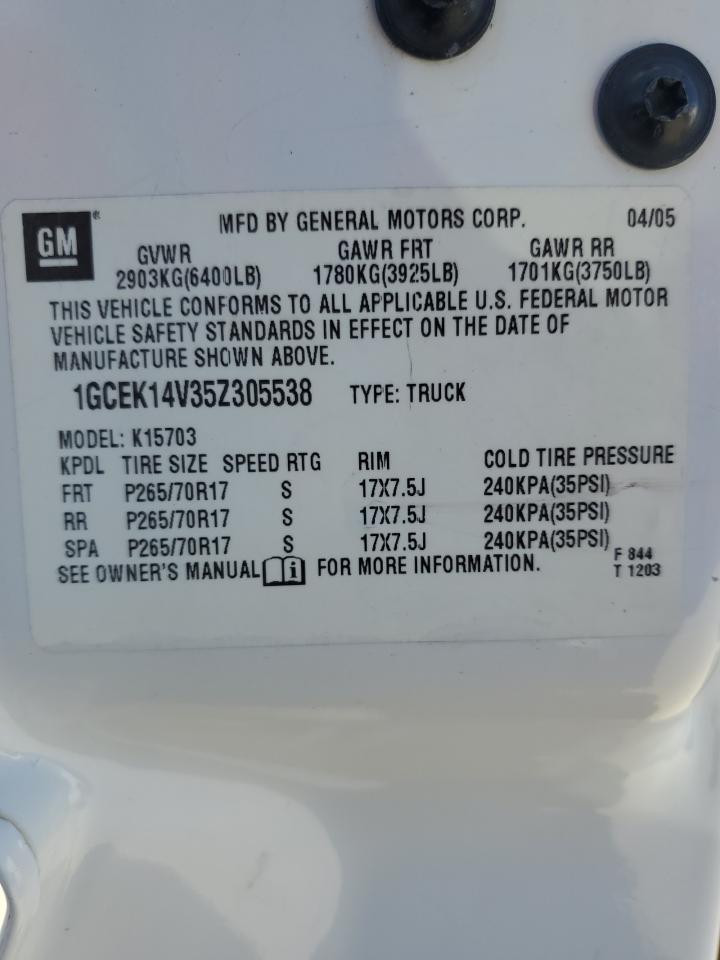 GM® MFD BY GENERAL MOTORS CORP. 04/05
GVWR GAWR FRT GAWR RR
2903KG(6400LB) 1780KG(3925LB) 1701KG(3750LB)
THIS VEHICLE CONFORMS TO ALL APPLICABLE U.S. FEDERAL MOTOR
VEHICLE SAFETY STANDARDS IN EFFECT ON THE DATE OF
MANUFACTURE SHOWN ABOVE.
1GCEK14V35Z305538 TYPE: TRUCK
MODEL: K15703
KPDL TIRE SIZE SPEED RTG RIM COLD TIRE PRESSURE
FRT P265/70R17 S 17X7.5J 240KPA(35PSI)
RR P265/70R17 S 17X7.5J 240KPA(35PSI)
SPA P265/70R17 S 17X7.5J 240KPA(35PSI)
SEE OWNER'S MANUAL i FOR MORE INFORMATION.
F 844
T 1203